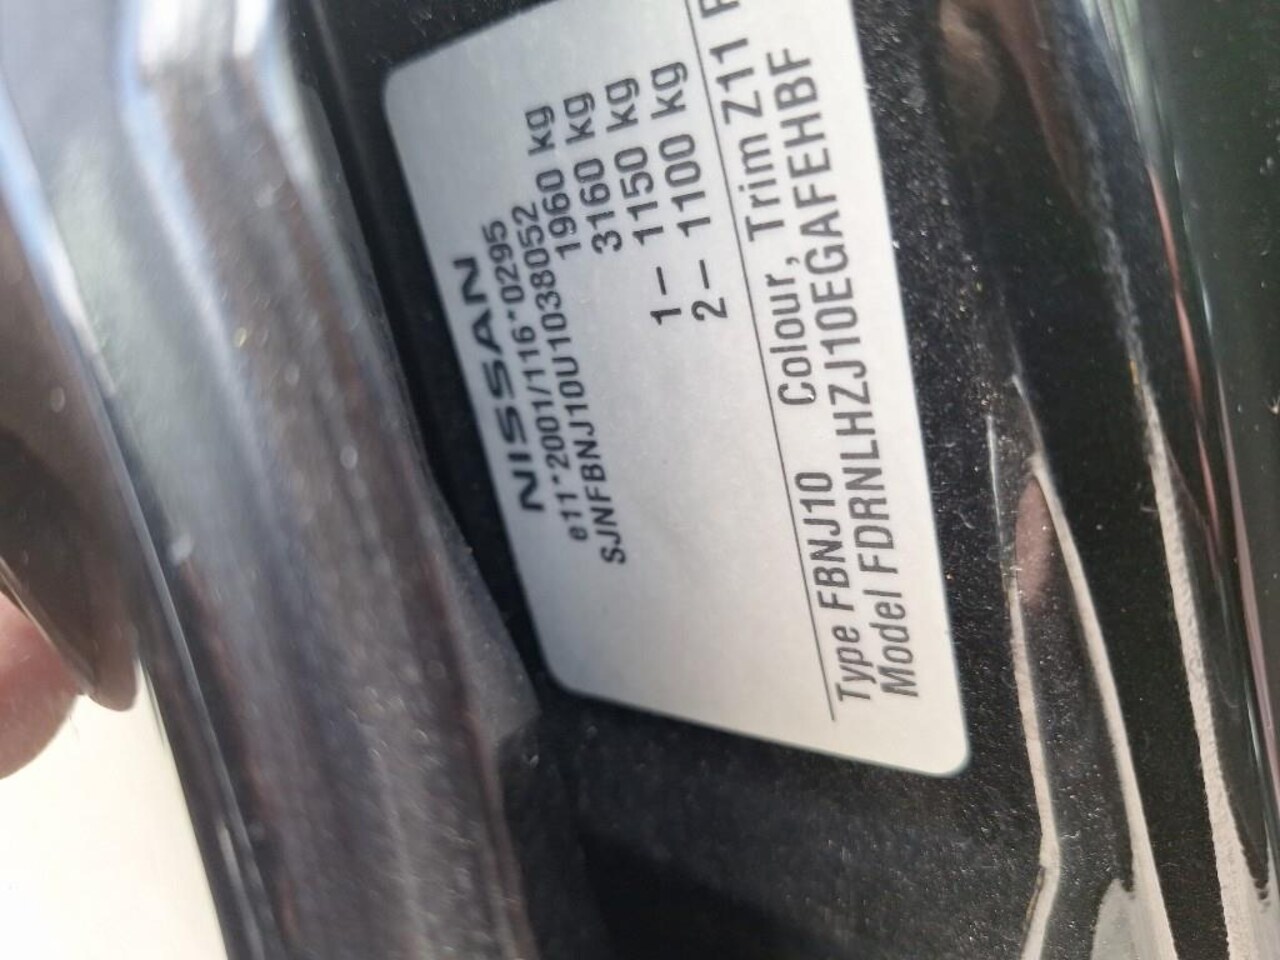 NISSAN
e11*2001/116*0295
SJNFBNJ10U1038052
1960 kg
3160 kg
1– 1150 kg
2– 1100 kg
Type FBNJ10 Colour, Trim Z11
Model FDRNLHZJ10EGAFEHBF